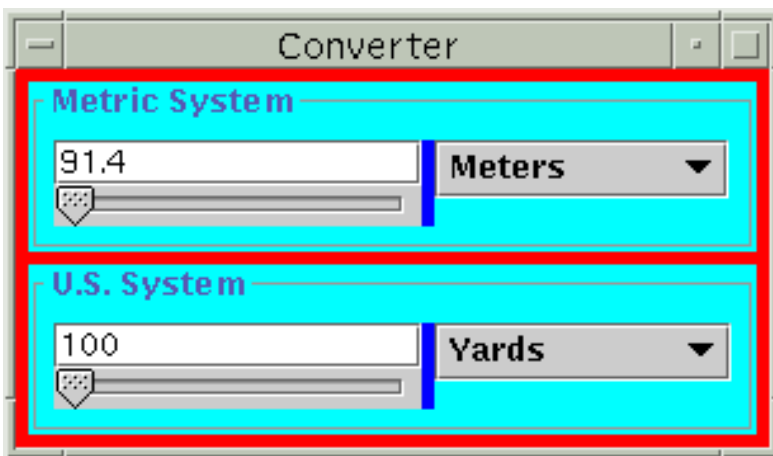 Converter
Metric System
91.4
Meters
U.S. System
100
Yards